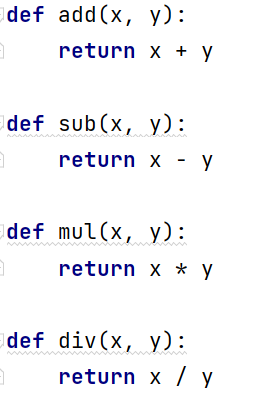 def add(x, y):
    return x + y
def sub(x, y):
    return x - y
def mul(x, y):
    return x * y
def div(x, y):
    return x / y